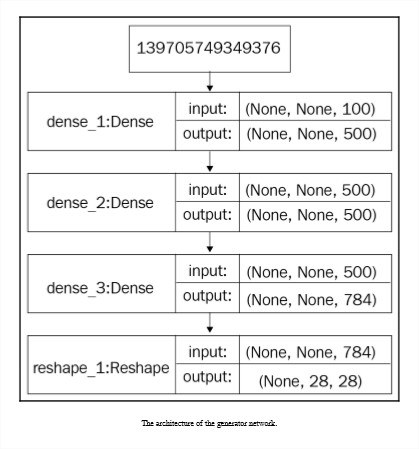 139705749349376
dense_1:Dense
input: (None, None, 100)
output: (None, None, 500)
dense_2:Dense
input: (None, None, 500)
output: (None, None, 500)
dense_3:Dense
input: (None, None, 500)
output: (None, None, 784)
reshape_1:Reshape
input: (None, None, 784)
output: (None, 28, 28)
The architecture of the generator network.